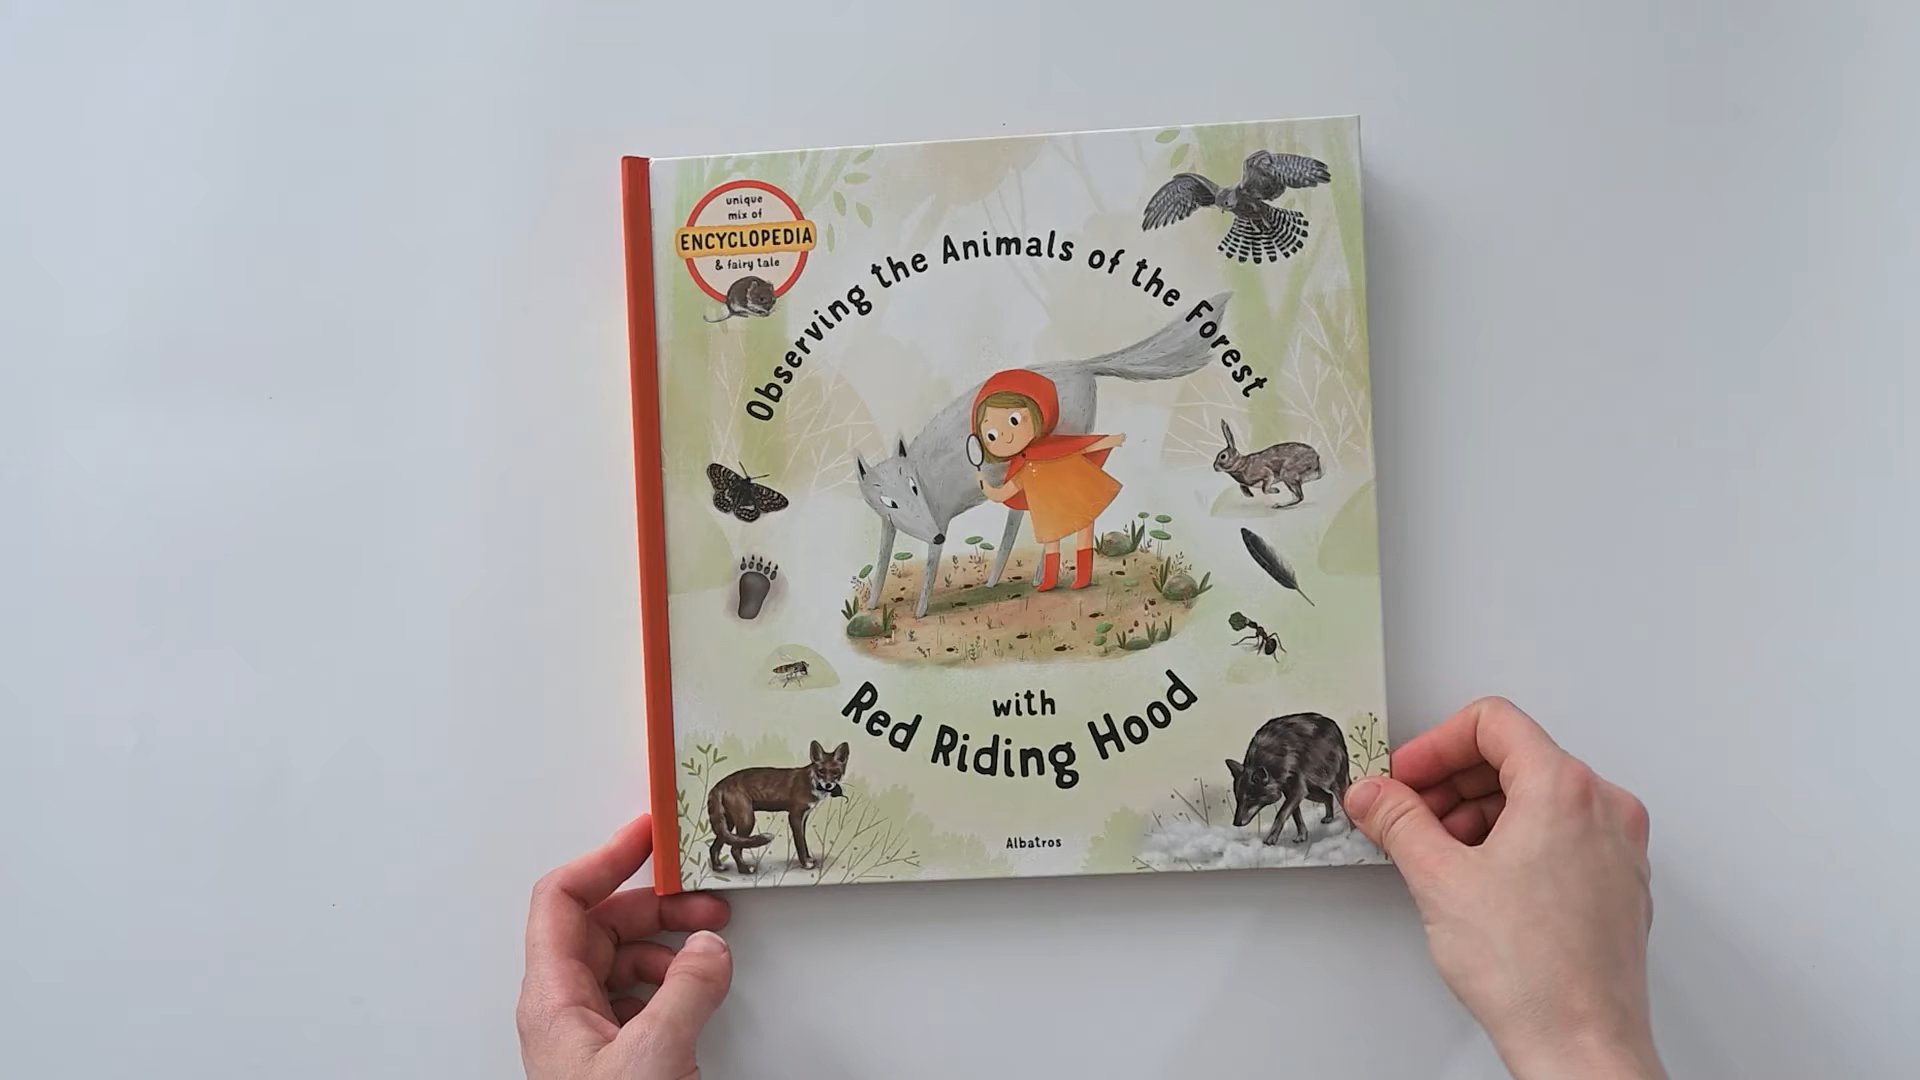 unique
mix of
ENCYCLOPEDIA
& fairy tale
Observing the Animals of the Forest
with
Red Riding Hood
Albatros